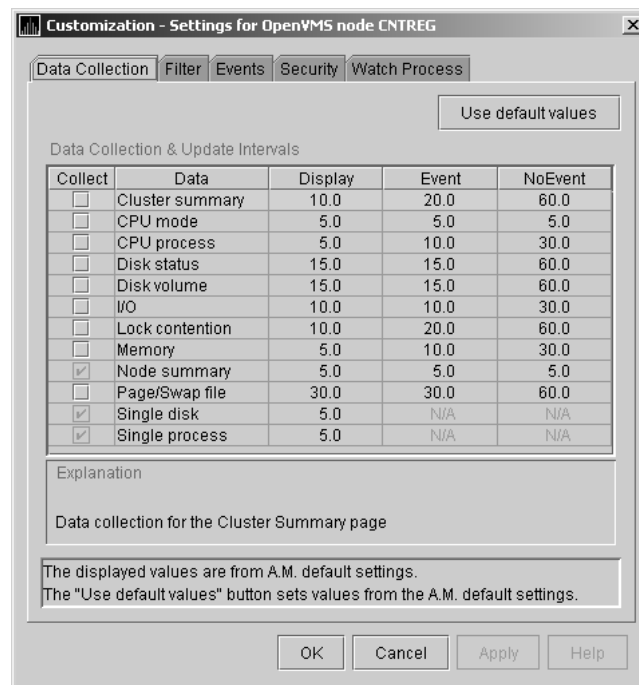 Customization - Settings for OpenVMS node CNTREG
Data Collection Filter Events Security Watch Process
Use default values
Data Collection & Update Intervals
Collect Data Display Event NoEvent
Cluster summary 10.0 20.0 60.0
CPU mode 5.0 5.0 5.0
CPU process 5.0 10.0 30.0
Disk status 15.0 15.0 60.0
Disk volume 15.0 15.0 60.0
I/O 10.0 10.0 30.0
Lock contention 10.0 20.0 60.0
Memory 5.0 10.0 30.0
Node summary 5.0 5.0 5.0
Page/Swap file 30.0 30.0 60.0
Single disk 5.0 N/A N/A
Single process 5.0 N/A N/A
Explanation
Data collection for the Cluster Summary page
The displayed values are from A.M. default settings.
The "Use default values" button sets values from the A.M. default settings.
OK Cancel Apply Help